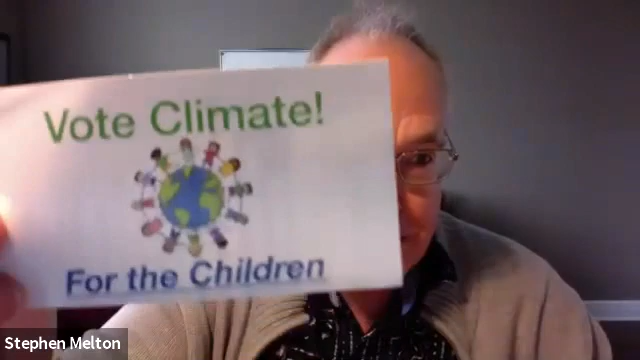 Vote Climate!
For the Children
Stephen Melton